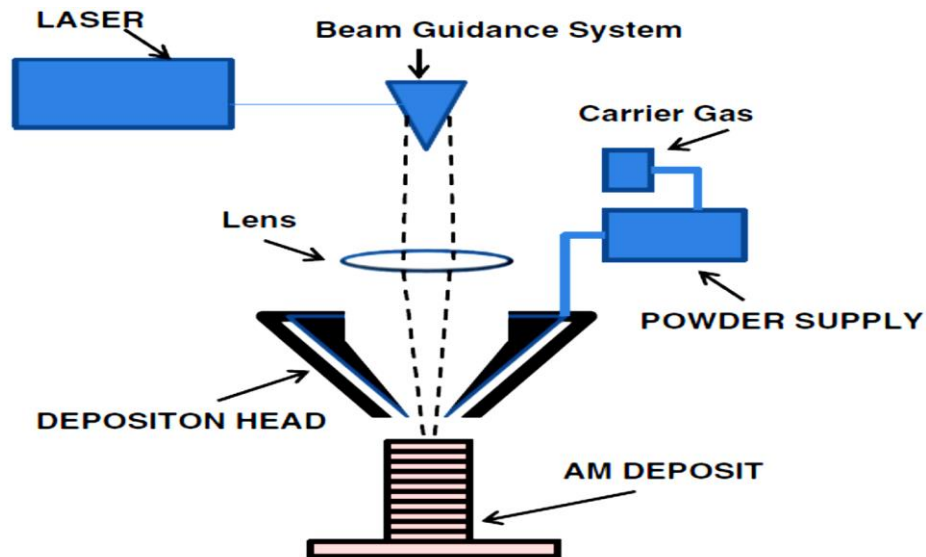 LASER
Beam Guidance System
Carrier Gas
Lens
POWDER SUPPLY
DEPOSITON HEAD
AM DEPOSIT